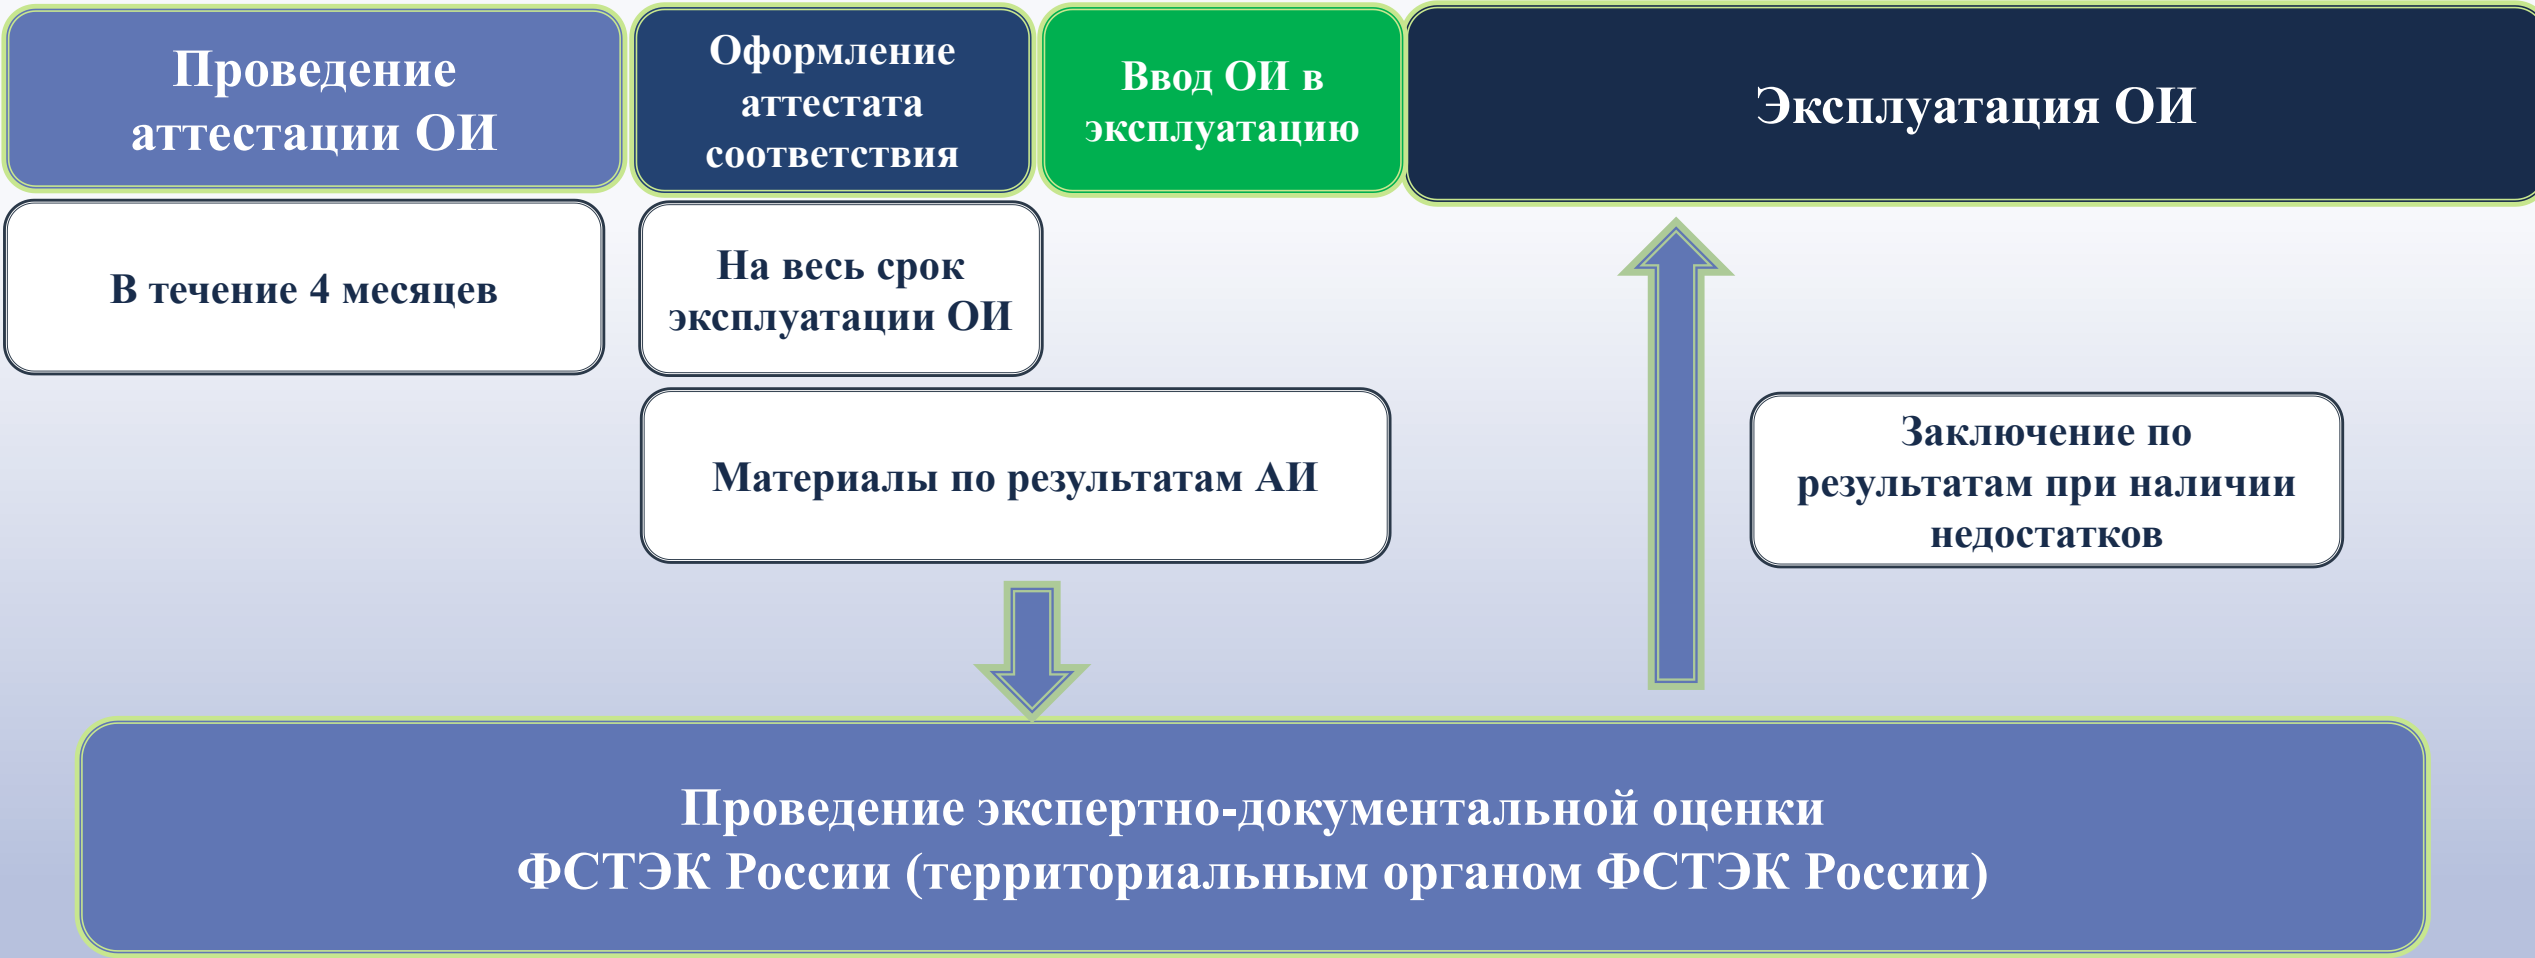 Проведение
аттестации ОИ
Оформление
аттестата
соответствия
Ввод ОИ в
эксплуатацию
Эксплуатация ОИ
В течение 4 месяцев
На весь срок
эксплуатации ОИ
Материалы по результатам АИ
Заключение по
результатам при наличии
недостатков
Проведение экспертно-документальной оценки
ФСТЭК России (территориальным органом ФСТЭК России)